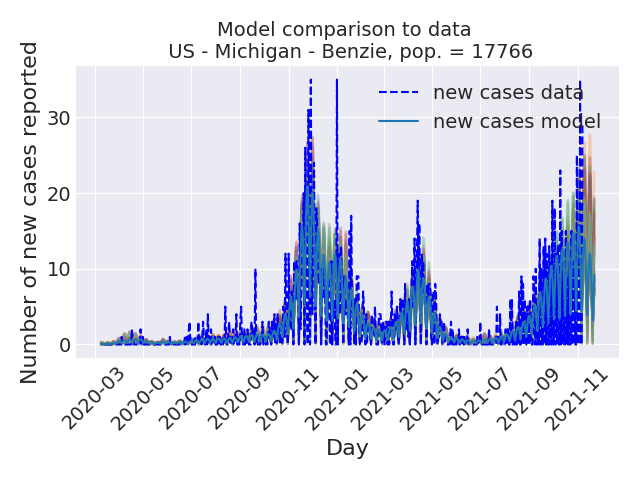 Model comparison to data
US - Michigan - Benzie, pop. = 17766
Number of new cases reported
30
20
10
0
new cases data
new cases model
2020-03
2020-05
2020-07
2020-09
2020-11
2021-01
2021-03
2021-05
2021-07
2021-09
2021-11
Day